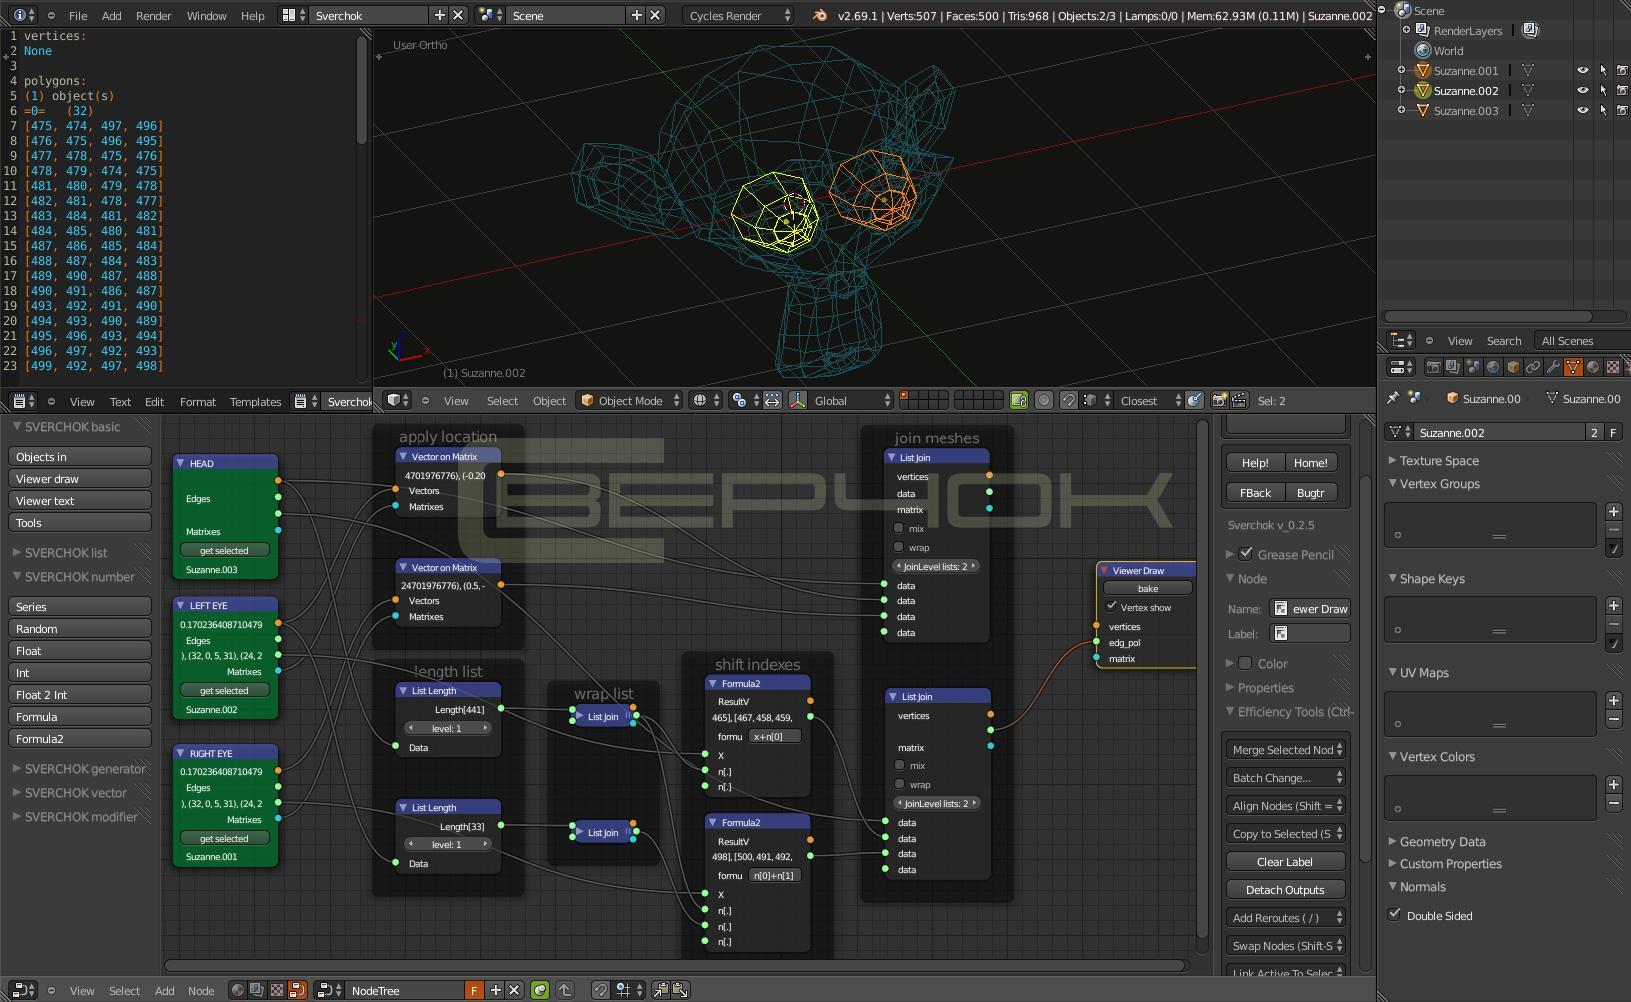 File Add Render Window Help Sverchok Scene Cycles Render v2.69.1 | Verts:507 | Faces:500 | Tris:968 | Objects:2/3 | Lamps:0/0 | Mem:62.93M (0.11M) | Suzanne.002
1 vertices:
2 None
3
4 polygons:
5 (1) object(s)
6 =0= (32)
7 [475, 474, 497, 496]
8 [476, 475, 496, 495]
9 [477, 478, 475, 476]
10 [478, 479, 474, 475]
11 [481, 480, 479, 478]
12 [482, 481, 478, 477]
13 [483, 484, 481, 482]
14 [484, 485, 480, 481]
15 [487, 486, 485, 484]
16 [488, 487, 484, 483]
17 [489, 490, 487, 488]
18 [490, 491, 486, 487]
19 [493, 492, 491, 490]
20 [494, 493, 490, 489]
21 [495, 496, 493, 494]
22 [496, 497, 492, 493]
23 [499, 492, 497, 498]
View Text Edit Format Templates Sverchok
User Ortho
y
x
(1) Suzanne.002
View Select Object Object Mode Global Closest Sel: 2
Scene
RenderLayers
World
Suzanne.001
Suzanne.002
Suzanne.003
View Search All Scenes
Suzanne.00 Suzanne.00
Suzanne.002 2 F
Texture Space
Vertex Groups
Shape Keys
UV Maps
Vertex Colors
Geometry Data
Custom Properties
Normals
Double Sided
SVERCHOK basic
Objects in
Viewer draw
Viewer text
Tools
SVERCHOK list
SVERCHOK number
Series
Random
Float
Int
Float 2 Int
Formula
Formula2
SVERCHOK generator
SVERCHOK vector
SVERCHOK modifier
HEAD
Edges
Matrixes
get selected
Suzanne.003
LEFT EYE
0.170236408710479
Edges
), (32, 0, 5, 31), (24, 2
Matrixes
get selected
Suzanne.002
RIGHT EYE
0.170236408710479
Edges
), (32, 0, 5, 31), (24, 2
Matrixes
get selected
Suzanne.001
apply location
Vector on Matrix
4701976776), (-0.20
Vectors
Matrixes
Vector on Matrix
24701976776), (0.5, -
Vectors
Matrixes
СВЕРЧОК
length list
List Length
Length[441]
level: 1
Data
List Length
Length[33]
level: 1
Data
wrap list
List Join
List Join
shift indexes
Formula2
ResultV
465], [467, 458, 459,
formu x+n[0]
X
n[.]
n[.]
Formula2
ResultV
498], [500, 491, 492,
formu n[0]+n[1]
X
n[.]
n[.]
n[.]
join meshes
List Join
vertices
data
matrix
mix
wrap
JoinLevel lists: 2
data
data
data
data
List Join
vertices
matrix
mix
wrap
JoinLevel lists: 2
data
data
data
data
Viewer Draw
bake
Vertex show
vertices
edg_pol
matrix
Help! Home!
FBack Bugtr
Sverchok v_0.2.5
Grease Pencil
Node
Name: ewer Draw
Label:
Color
Properties
Efficiency Tools (Ctrl-
Merge Selected Nod
Batch Change...
Align Nodes (Shift =
Copy to Selected (S
Clear Label
Detach Outputs
Add Reroutes ( / )
Swap Nodes (Shift-S
Link Active To Selec
View Select Add Node NodeTree F